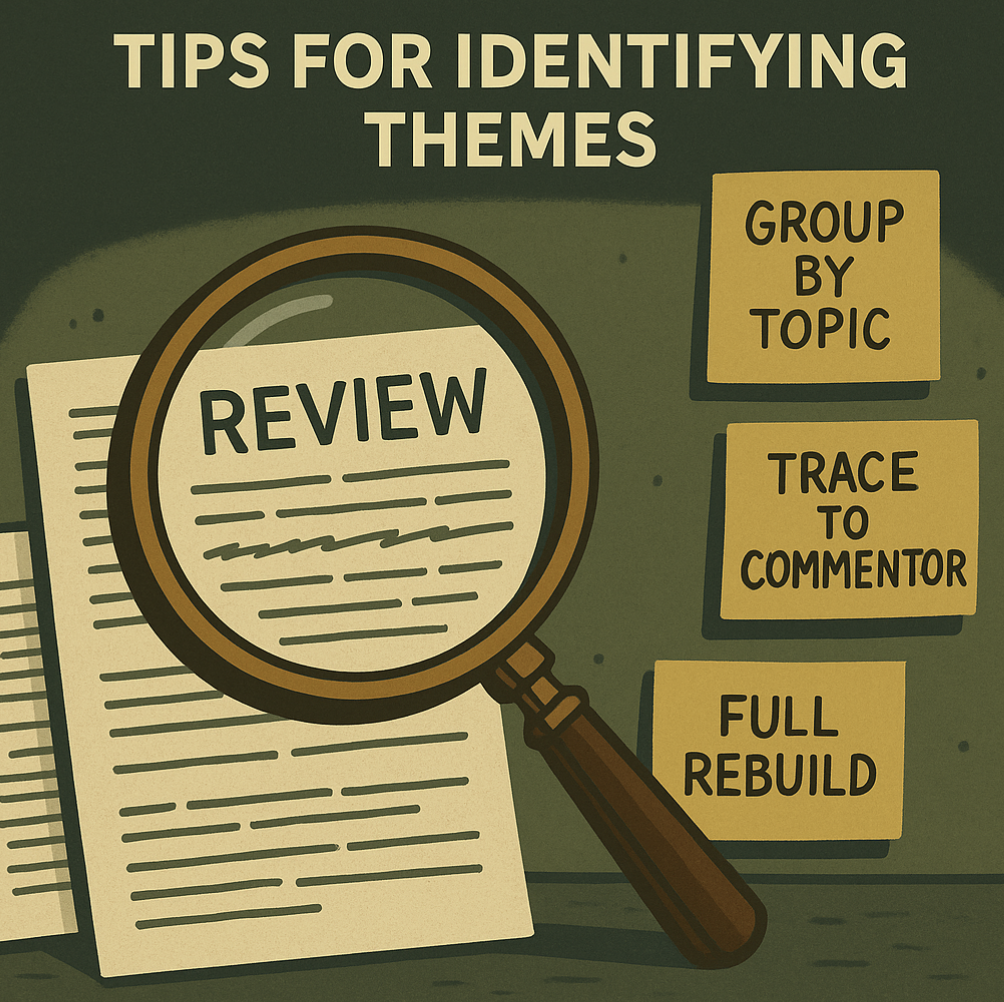 TIPS FOR IDENTIFYING
THEMES
REVIEW
GROUP
BY
TOPIC
TRACE
TO
COMMENTOR
FULL
REBUILD